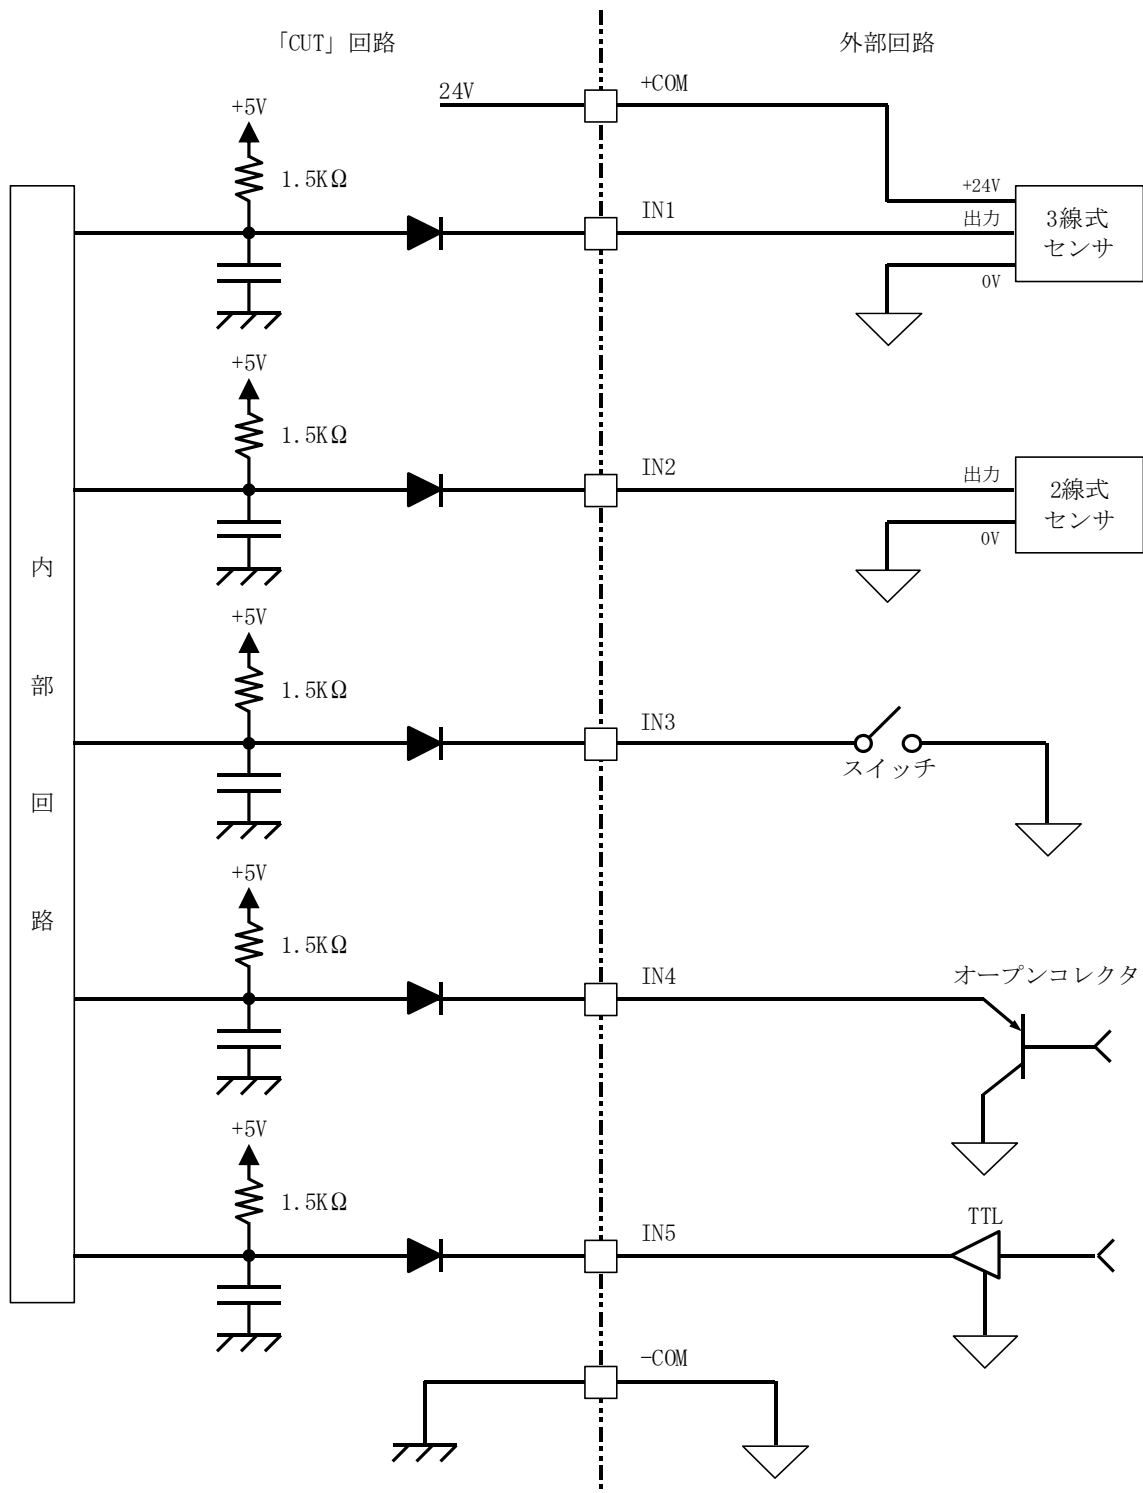 「CUT」回路
外部回路
24V
+COM
+5V
1.5KΩ
IN1
+24V
出力
0V
3線式
センサ
+5V
1.5KΩ
IN2
出力
0V
2線式
センサ
内部回路
+5V
1.5KΩ
IN3
スイッチ
+5V
1.5KΩ
IN4
オープンコレクタ
+5V
1.5KΩ
IN5
TTL
-COM